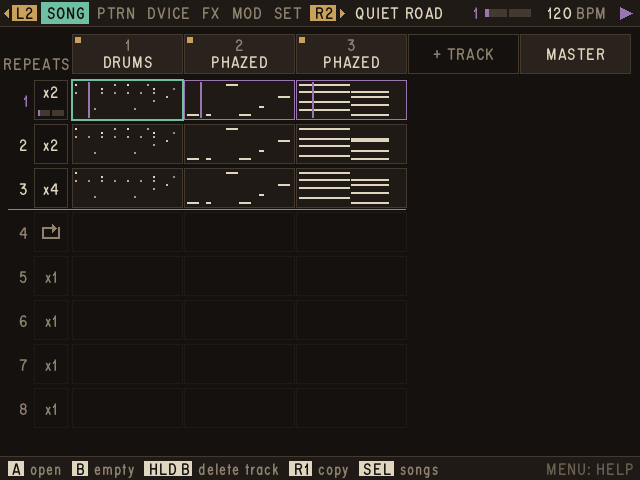 L2 SONG PTRN DVICE FX MOD SET R2 QUIET ROAD 1 120 BPM
REPEATS 1 DRUMS 2 PHAZED 3 PHAZED + TRACK MASTER
1 x2
2 x2
3 x4
4
5 x1
6 x1
7 x1
8 x1
A open B empty HLD B delete track R1 copy SEL songs MENU: HELP